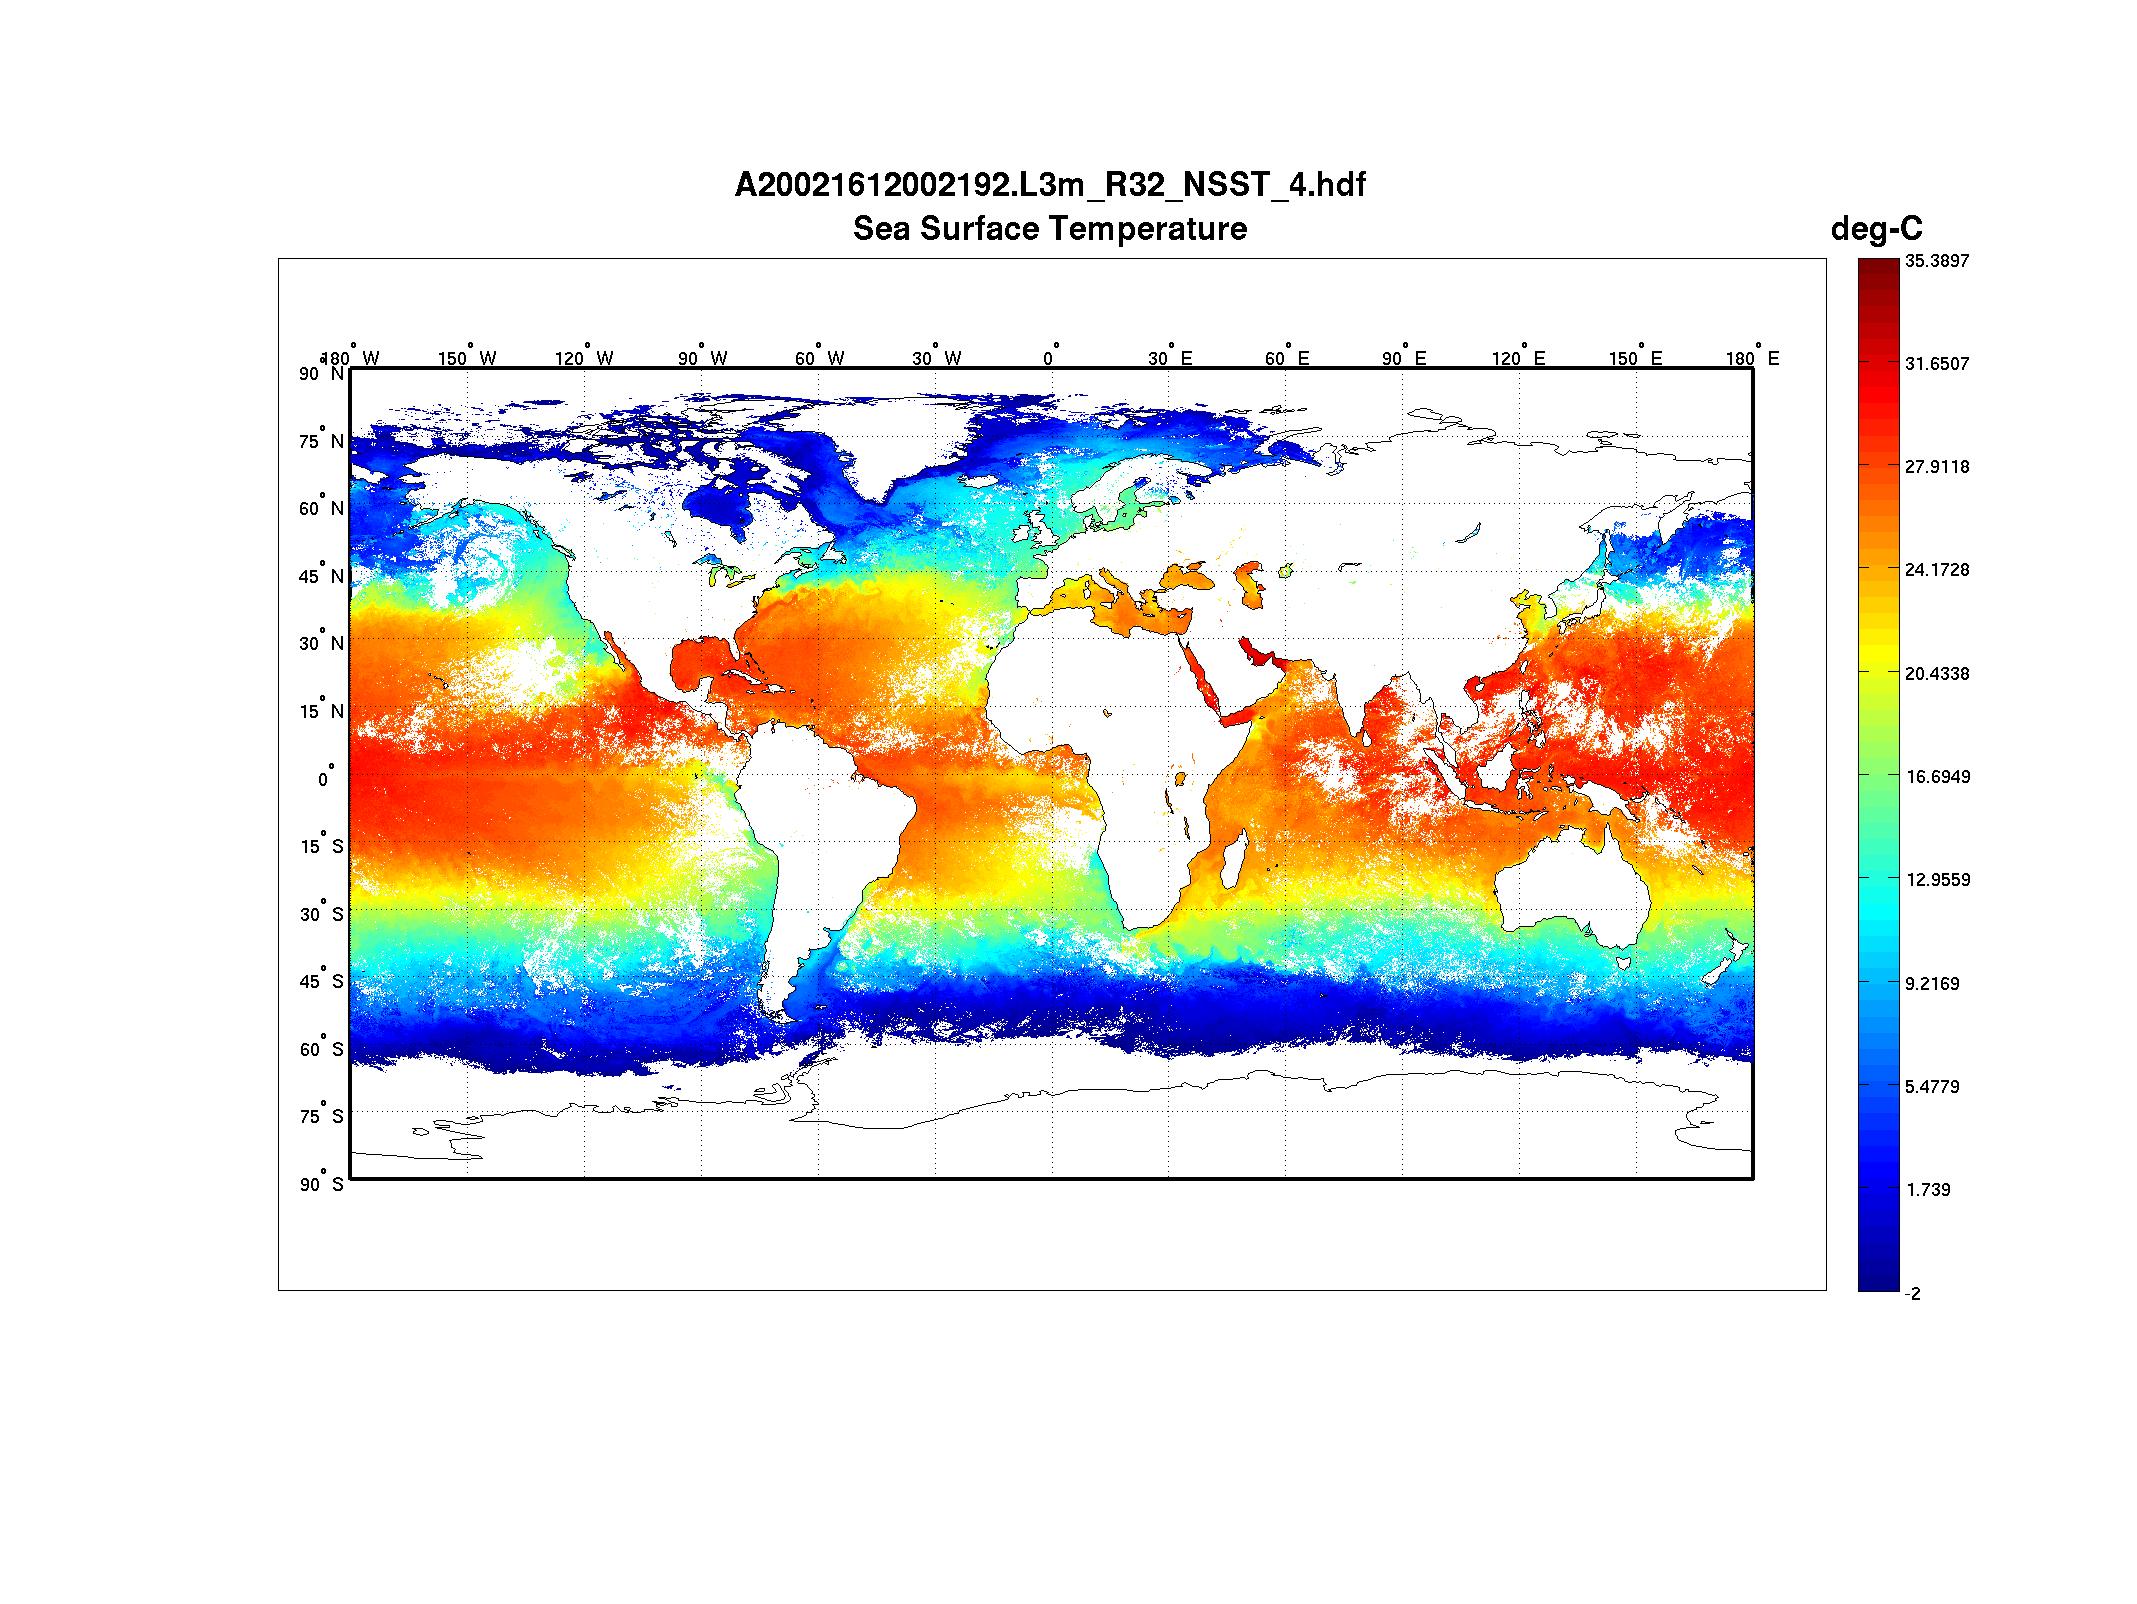 A20021612002192.L3m_R32_NSST_4.hdf
Sea Surface Temperature
deg-C
180° W 150° W 120° W 90° W 60° W 30° W 0° 30° E 60° E 90° E 120° E 150° E 180° E
90° N
75° N
60° N
45° N
30° N
15° N
0°
15° S
30° S
45° S
60° S
75° S
90° S
35.3897
31.6507
27.9118
24.1728
20.4338
16.6949
12.9559
9.2169
5.4779
1.739
-2